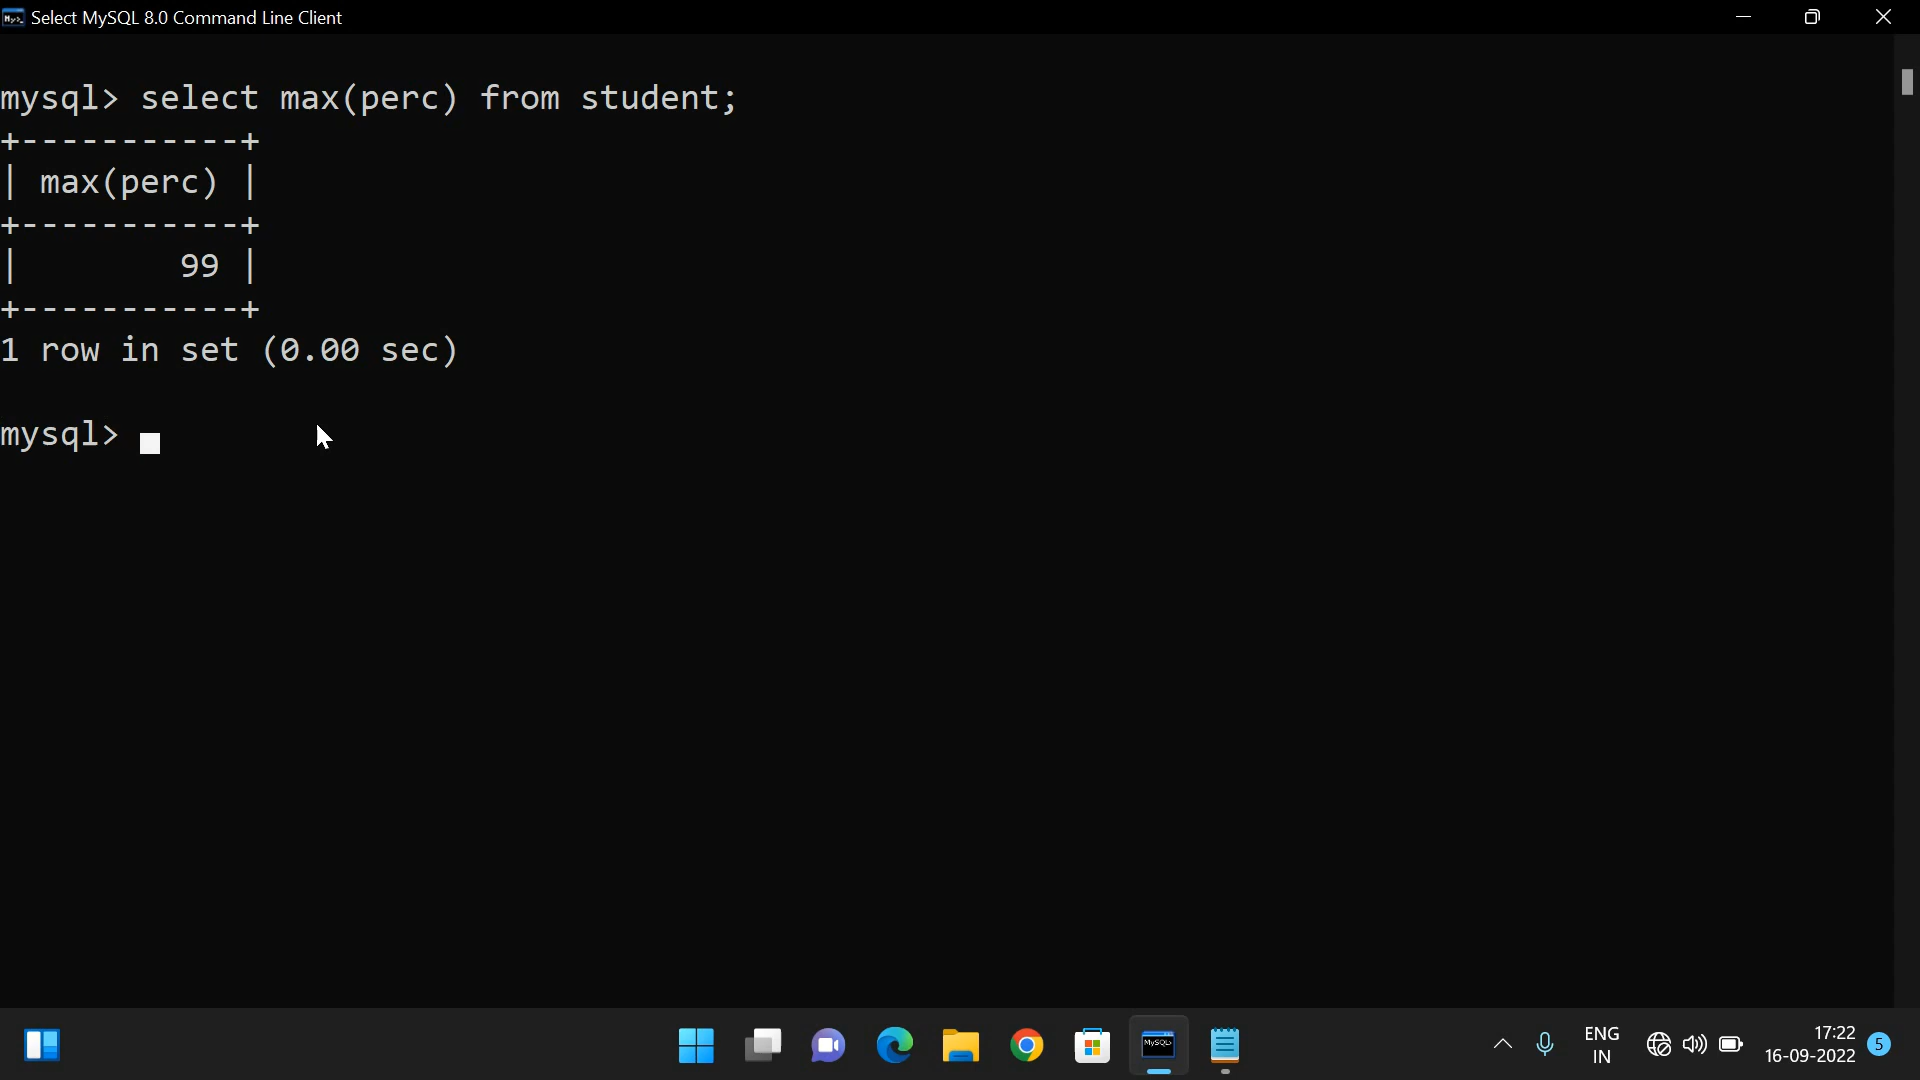 Select MySQL 8.0 Command Line Client
mysql> select max(perc) from student;
+-----------+
| max(perc) |
+-----------+
|        99 |
+-----------+
1 row in set (0.00 sec)
mysql>
MySQL>
ENG
IN
17:22
16-09-2022
5